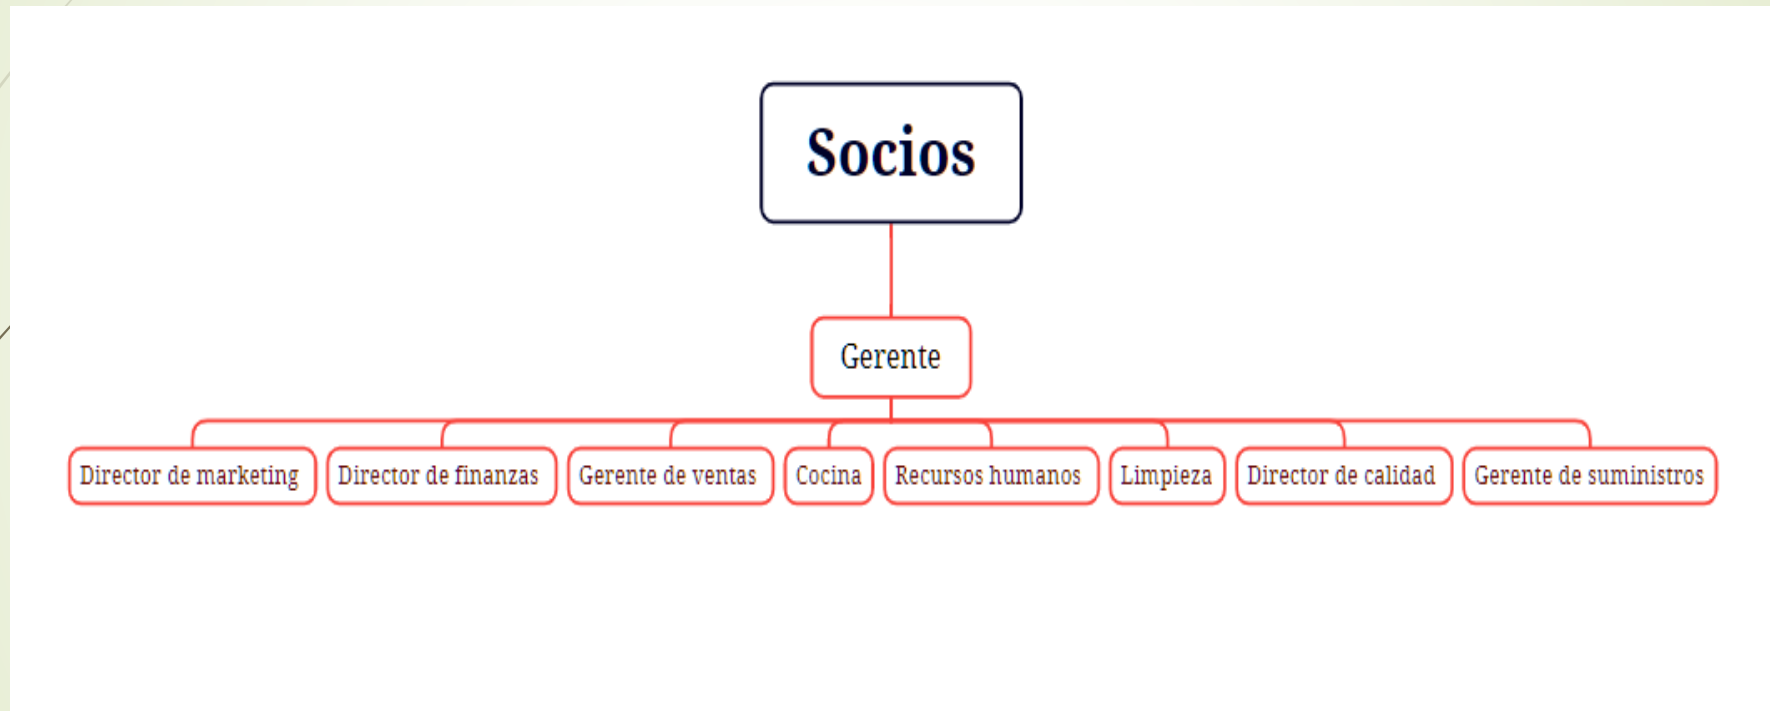 Socios
Gerente
Director de marketing
Director de finanzas
Gerente de ventas
Cocina
Recursos humanos
Limpieza
Director de calidad
Gerente de suministros